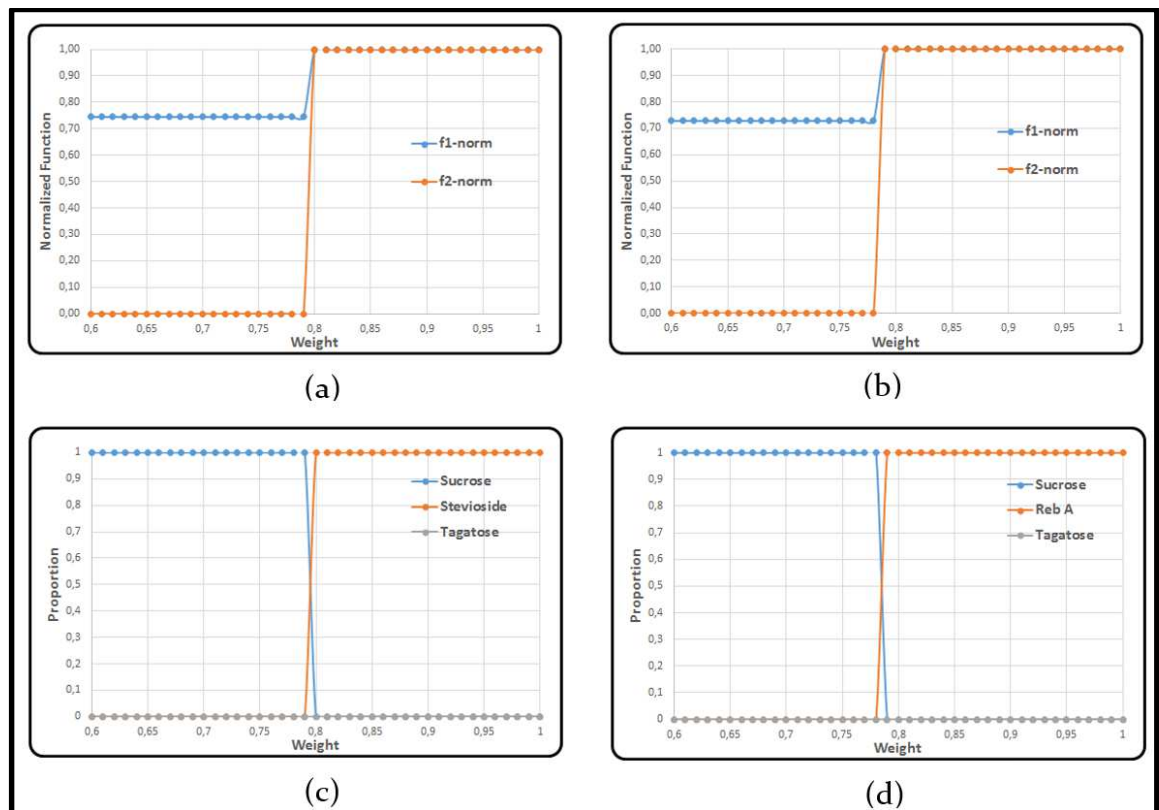 1,00
0,90
0,80
0,70
0,60
0,50
0,40
0,30
0,20
0,10
0,00
Normalized Function
f1-norm
f2-norm
0,6 0,65 0,7 0,75 0,8 0,85 0,9 0,95 1
Weight
(a)
1,00
0,90
0,80
0,70
0,60
0,50
0,40
0,30
0,20
0,10
0,00
Normalized Function
f1-norm
f2-norm
0,6 0,65 0,7 0,75 0,8 0,85 0,9 0,95 1
Weight
(b)
1
0,9
0,8
0,7
0,6
0,5
0,4
0,3
0,2
0,1
0
Proportion
Sucrose
Stevioside
Tagatose
0,6 0,65 0,7 0,75 0,8 0,85 0,9 0,95 1
Weight
(c)
1
0,9
0,8
0,7
0,6
0,5
0,4
0,3
0,2
0,1
0
Proportion
Sucrose
Reb A
Tagatose
0,6 0,65 0,7 0,75 0,8 0,85 0,9 0,95 1
Weight
(d)